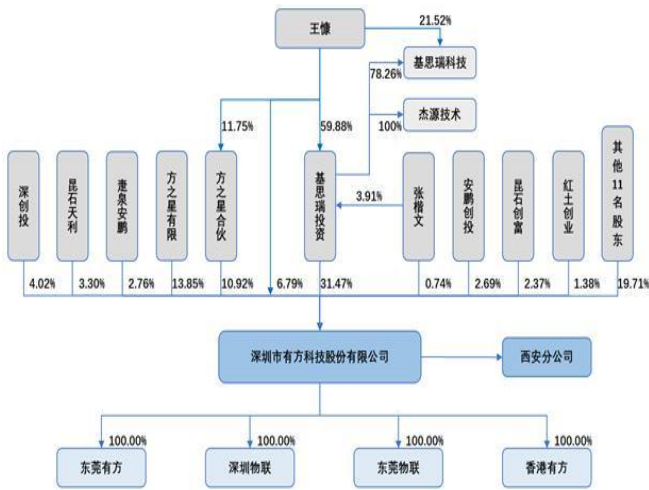 王慷
21.52%
基思瑞科技
78.26%
杰源技术
100%
11.75%
59.88%
深创投
昆石天利
方之星有限
方之星合伙
基思瑞投资
3.91%
张楷文
安鹏创投
昆石创富
红土创业
其他11名股东
4.02%
3.30%
2.76%
13.85%
10.92%
6.79%
31.47%
0.74%
2.69%
2.37%
1.38%
19.71%
深圳市有方科技股份有限公司
西安分公司
100.00%
100.00%
100.00%
100.00%
东莞有方
深圳物联
东莞物联
香港有方